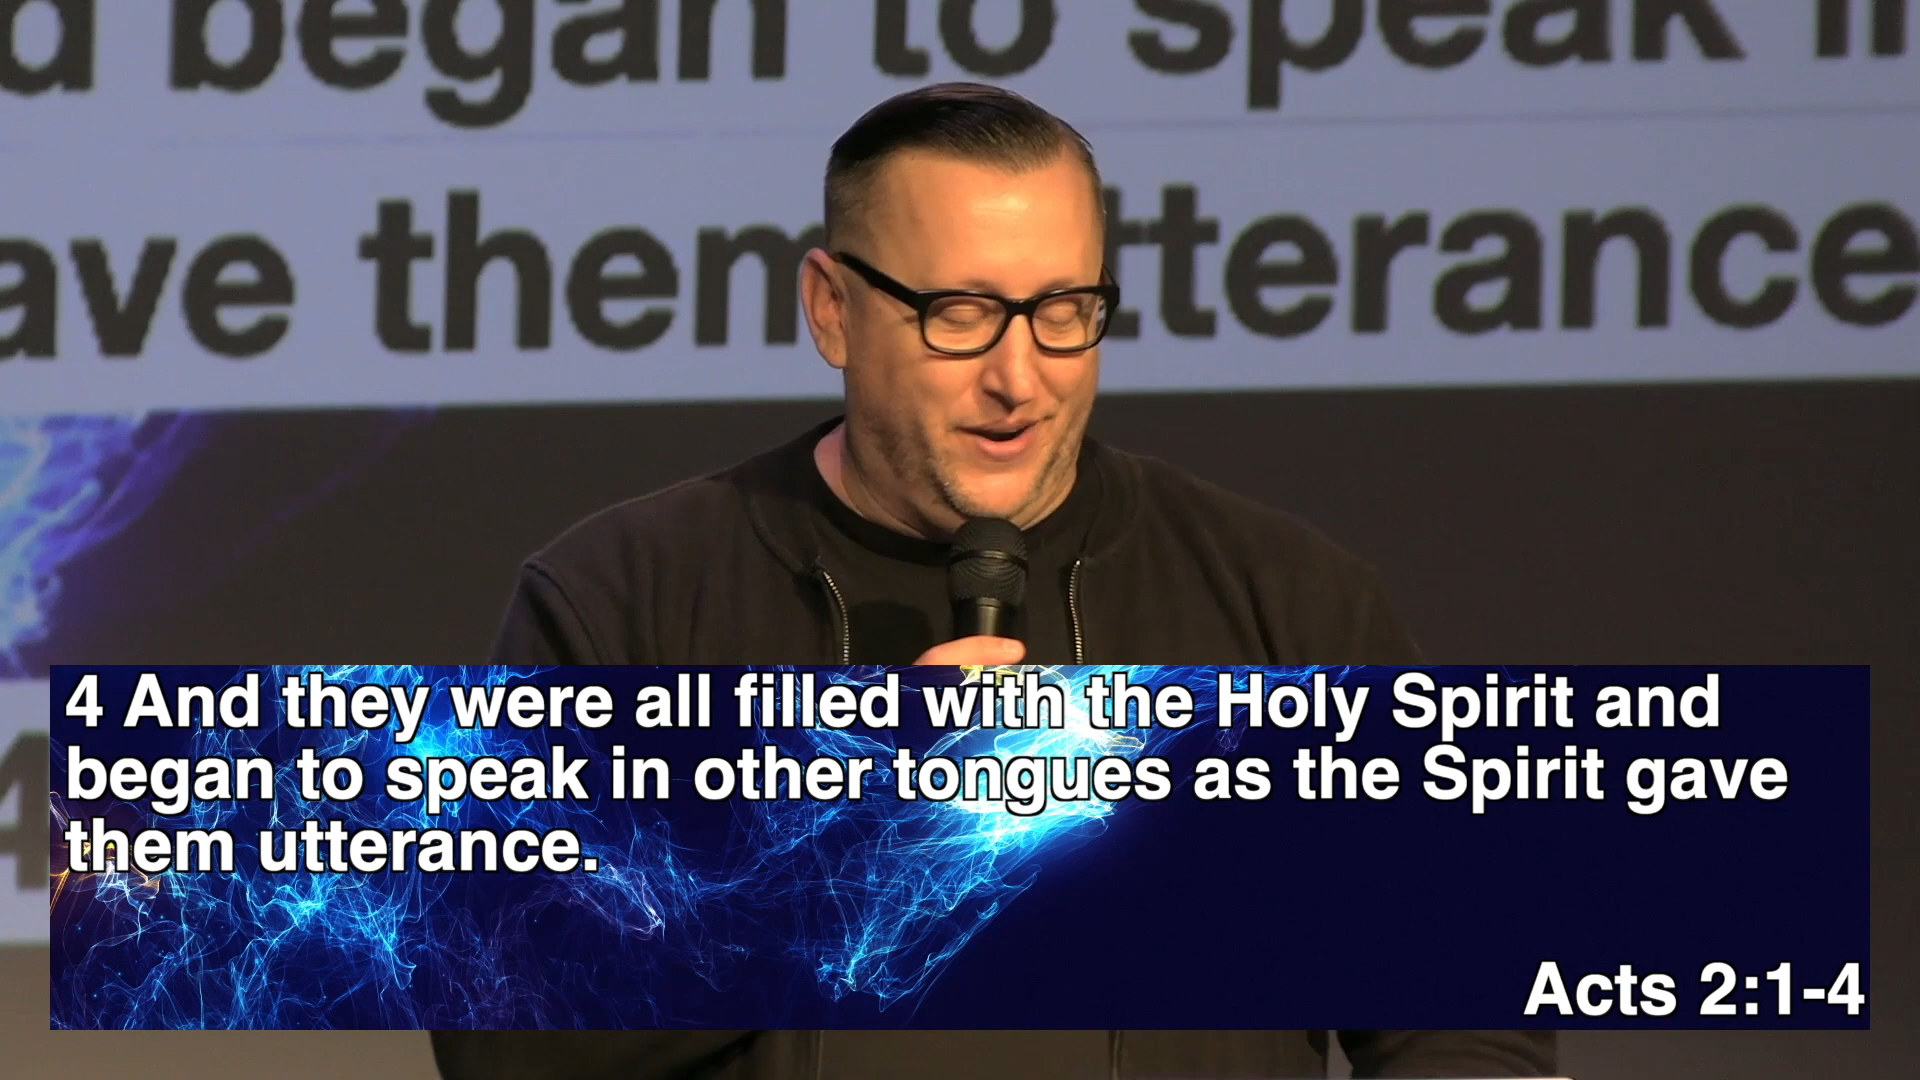 d began to speak i
ave them utterance
4 And they were all filled with the Holy Spirit and
began to speak in other tongues as the Spirit gave
them utterance.
Acts 2:1-4